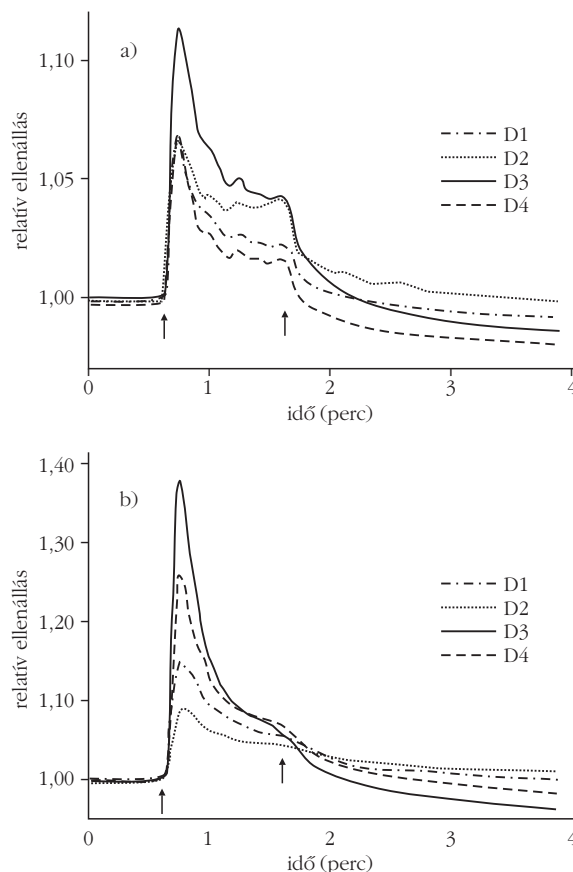 a)
relatív ellenállás
1,10
1,05
1,00
D1
D2
D3
D4
0 1 2 3 4
idő (perc)
b)
relatív ellenállás
1,40
1,30
1,20
1,10
1,00
D1
D2
D3
D4
0 1 2 3 4
idő (perc)